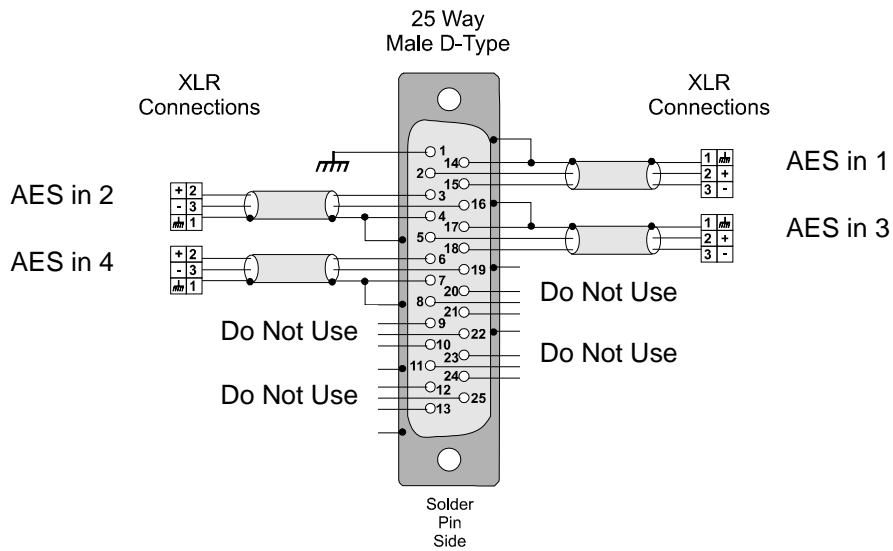 25 Way
Male D-Type
XLR
Connections
XLR
Connections
AES in 1
1
2 +
3 -
AES in 2
+ 2
- 3
1
AES in 3
1
2 +
3 -
AES in 4
+ 2
- 3
1
1
14
2
15
3
16
4
17
5
18
6
19
7
20
8
21
9
22
10
23
11
24
12
25
13
Do Not Use
Do Not Use
Do Not Use
Do Not Use
Solder
Pin
Side